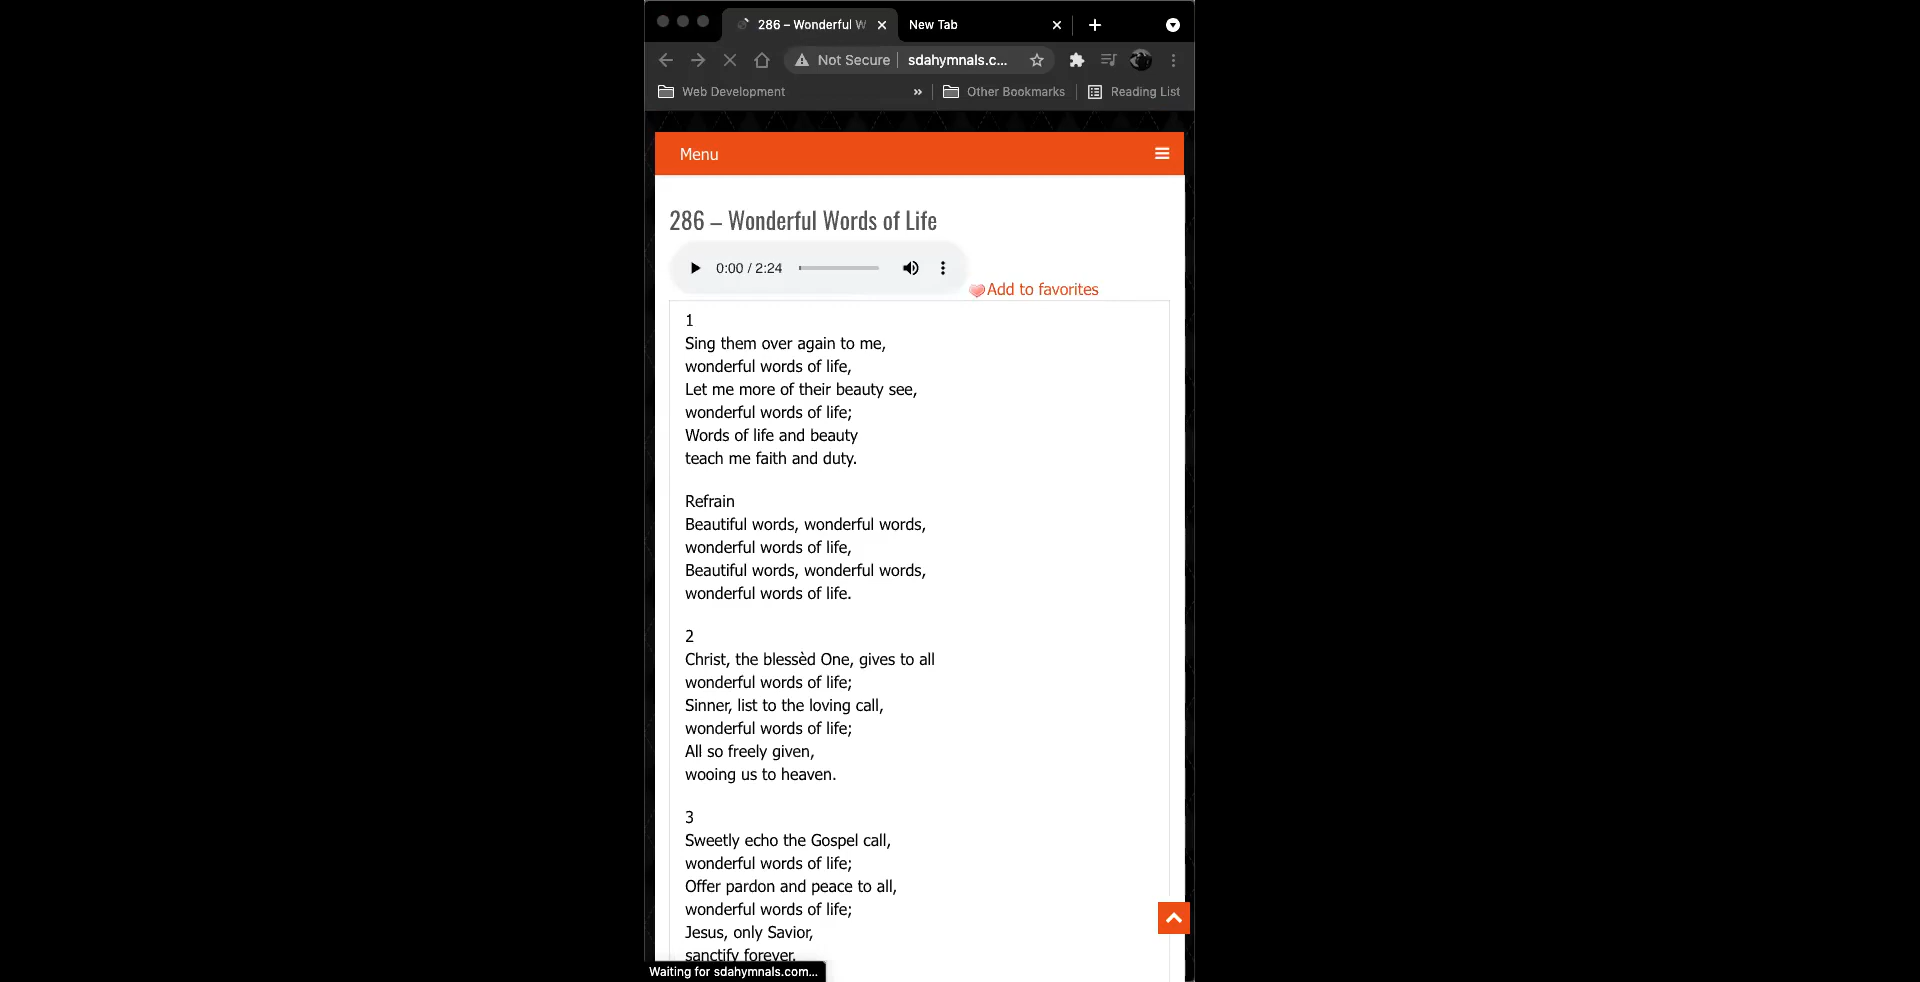 286 – Wonderful W
New Tab
Not Secure
sdahymnals.c...
Web Development
»
Other Bookmarks
Reading List
Menu
286 – Wonderful Words of Life
0:00 / 2:24
Add to favorites
1
Sing them over again to me,
wonderful words of life,
Let me more of their beauty see,
wonderful words of life;
Words of life and beauty
teach me faith and duty.
Refrain
Beautiful words, wonderful words,
wonderful words of life,
Beautiful words, wonderful words,
wonderful words of life.
2
Christ, the blessèd One, gives to all
wonderful words of life;
Sinner, list to the loving call,
wonderful words of life;
All so freely given,
wooing us to heaven.
3
Sweetly echo the Gospel call,
wonderful words of life;
Offer pardon and peace to all,
wonderful words of life;
Jesus, only Savior,
sanctify forever.
Waiting for sdahymnals.com...